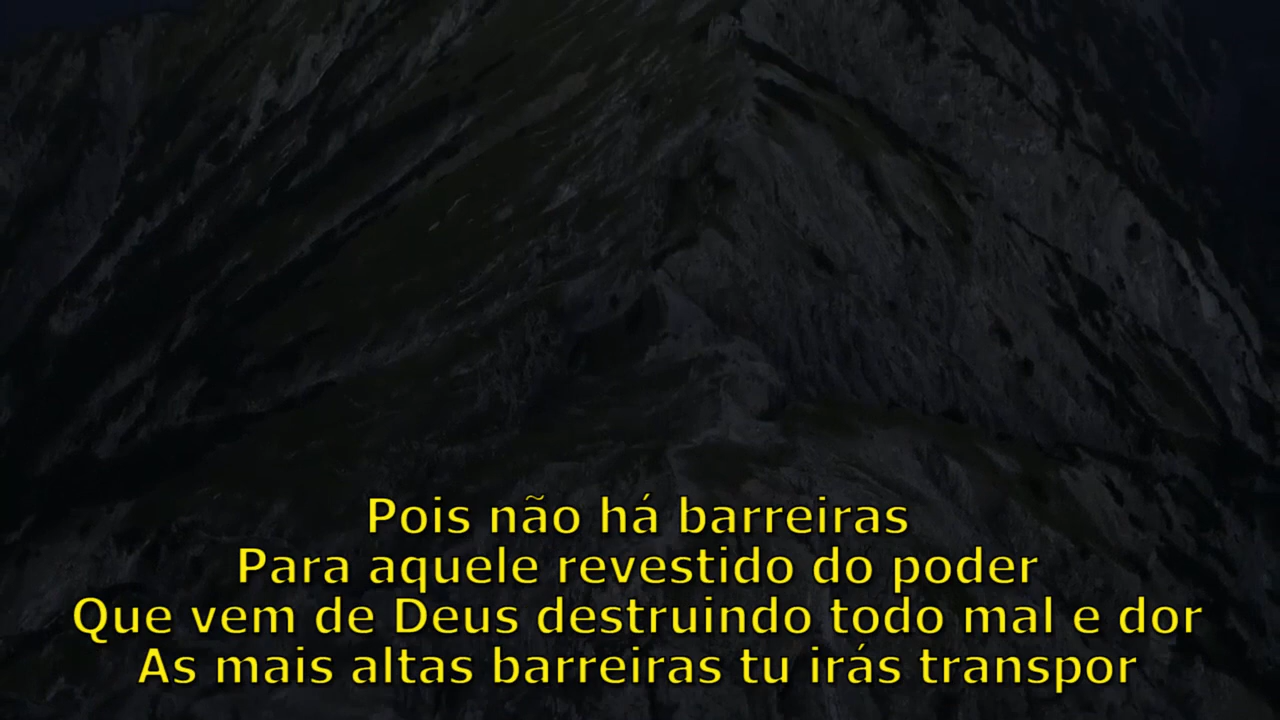 Pois não há barreiras
Para aquele revestido do poder
Que vem de Deus destruindo todo mal e dor
As mais altas barreiras tu irás transpor